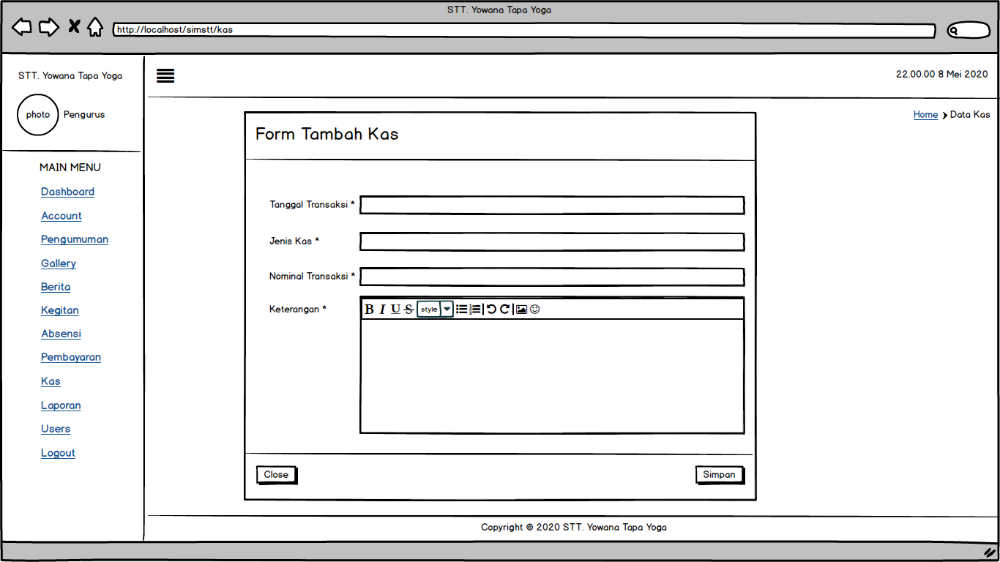 STT. Yowana Tapa Yoga
http://localhost/simstt/kas
STT. Yowana Tapa Yoga
22.00.00 8 Mei 2020
photo Pengurus
Home Data Kas
MAIN MENU
Dashboard
Account
Pengumuman
Gallery
Berita
Kegitan
Absensi
Pembayaran
Kas
Laporan
Users
Logout
Form Tambah Kas
Tanggal Transaksi *
Jenis Kas *
Nominal Transaksi *
Keterangan *
B I U S style
Close Simpan
Copyright © 2020 STT. Yowana Tapa Yoga